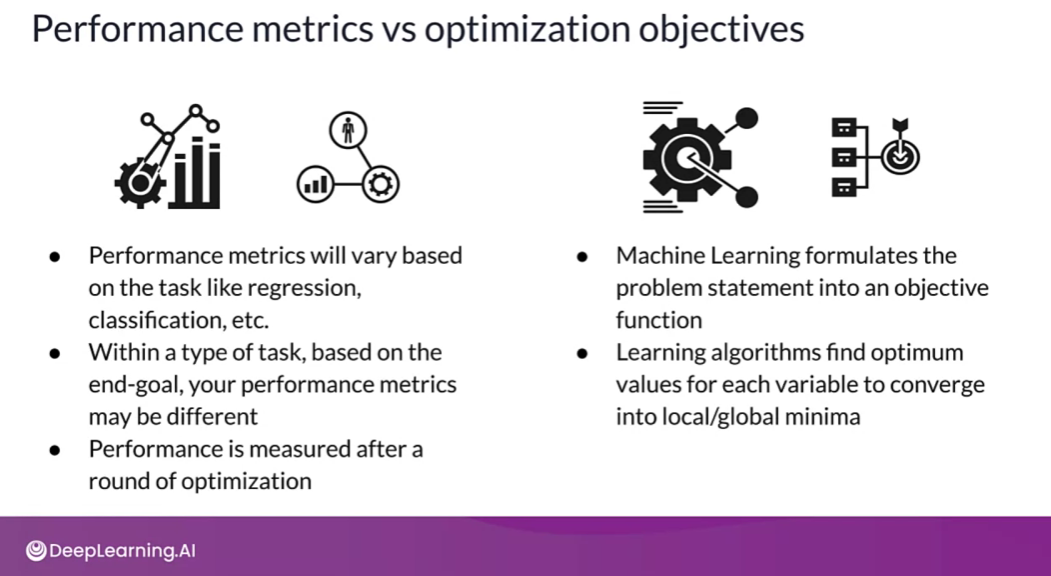 Performance metrics vs optimization objectives
● Performance metrics will vary based
on the task like regression,
classification, etc.
● Within a type of task, based on the
end-goal, your performance metrics
may be different
● Performance is measured after a
round of optimization
● Machine Learning formulates the
problem statement into an objective
function
● Learning algorithms find optimum
values for each variable to converge
into local/global minima
DeepLearning.AI